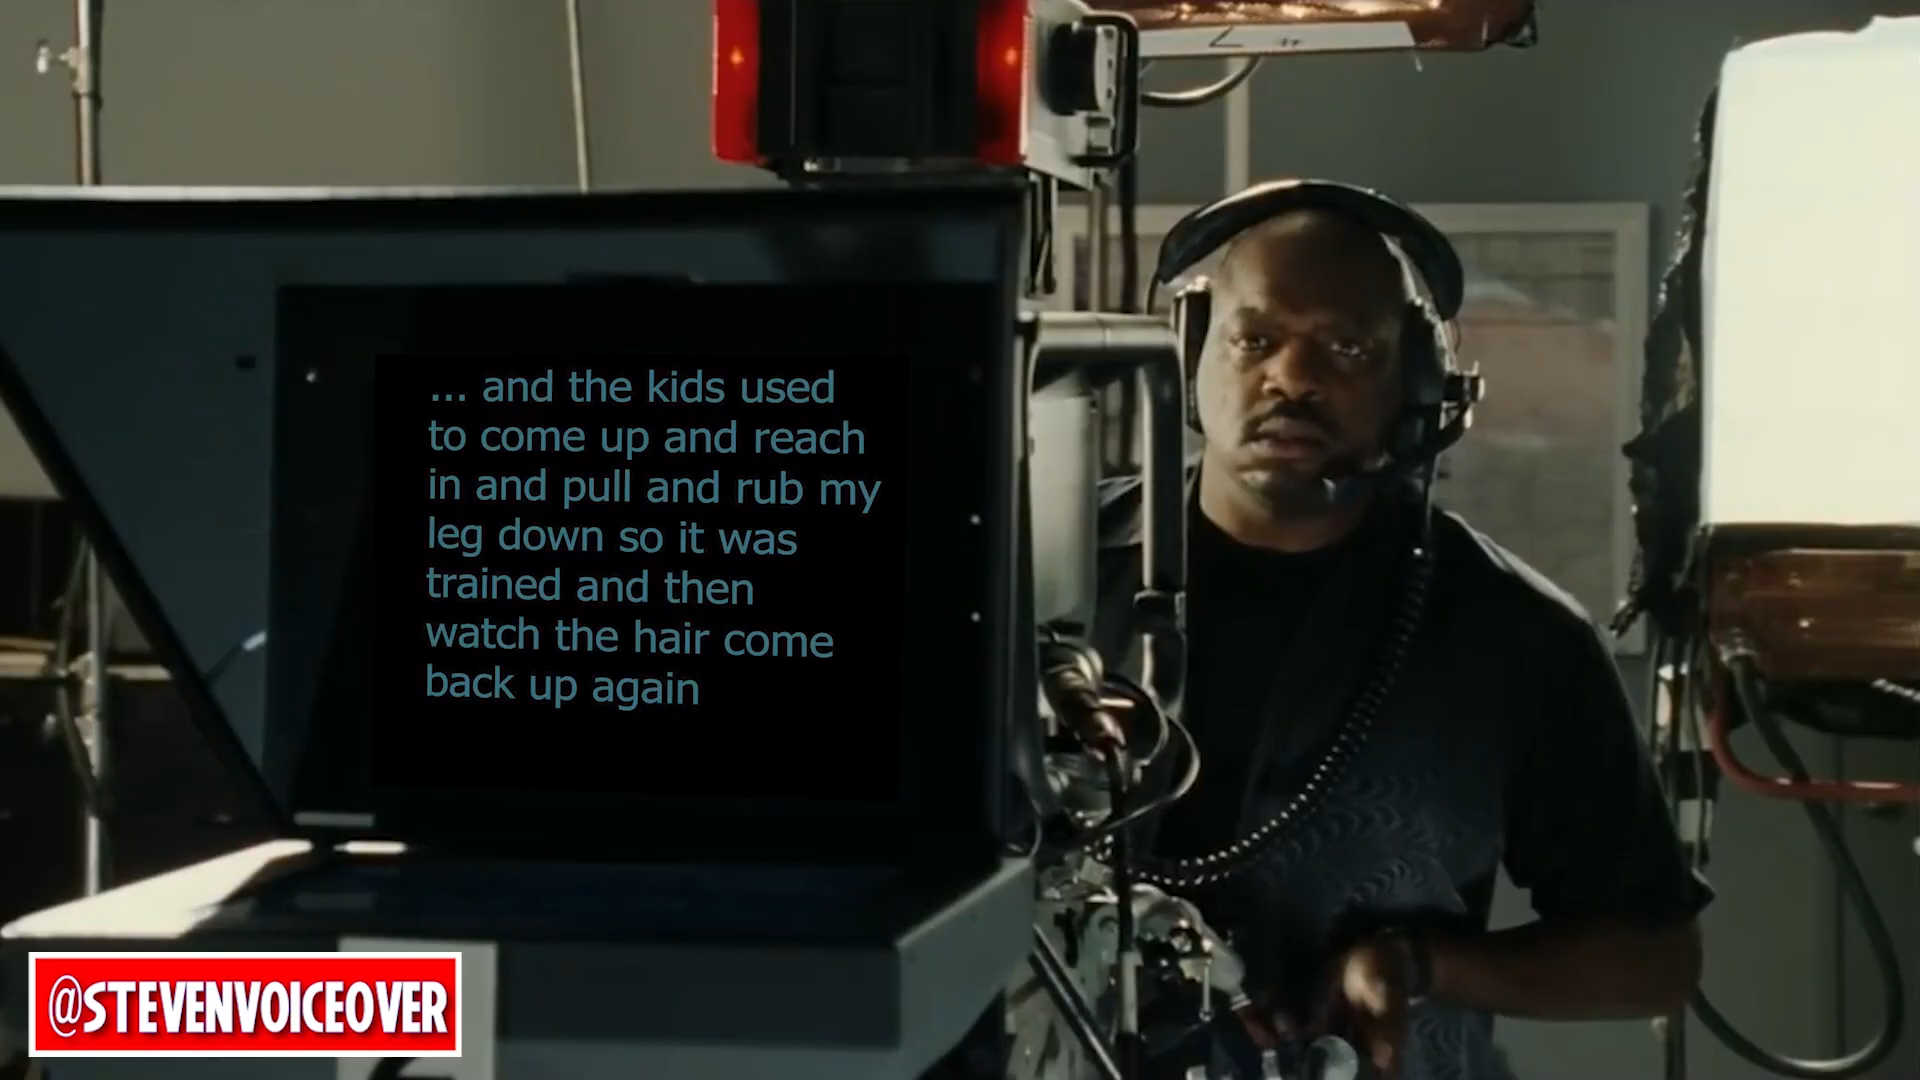 ... and the kids used
to come up and reach
in and pull and rub my
leg down so it was
trained and then
watch the hair come
back up again
@STEVENVOICEOVER